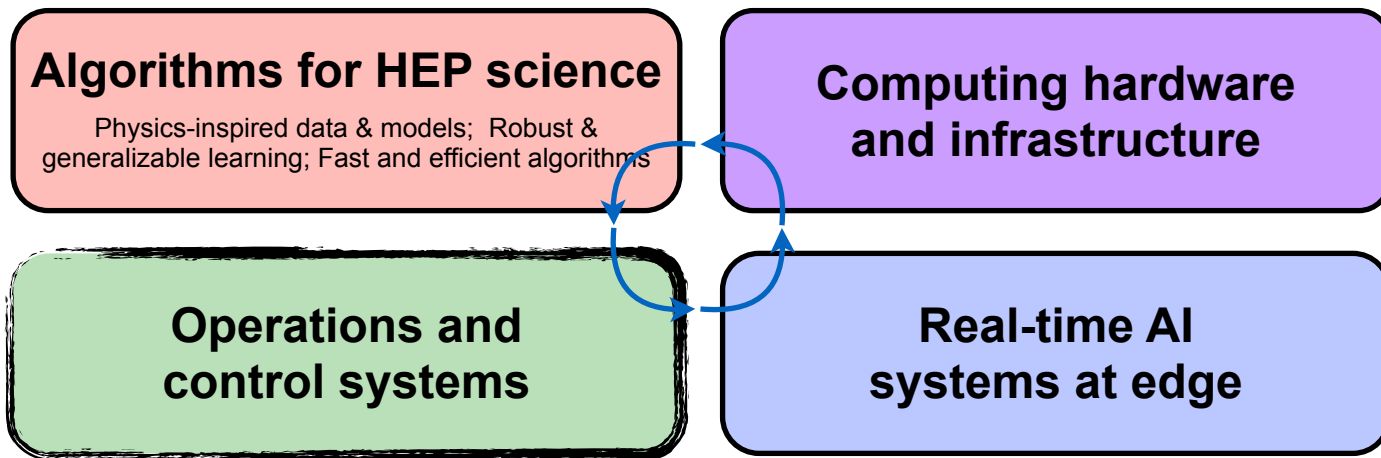 Algorithms for HEP science
Physics-inspired data & models;  Robust &
generalizable learning; Fast and efficient algorithms
Computing hardware
and infrastructure
Operations and
control systems
Real-time AI
systems at edge